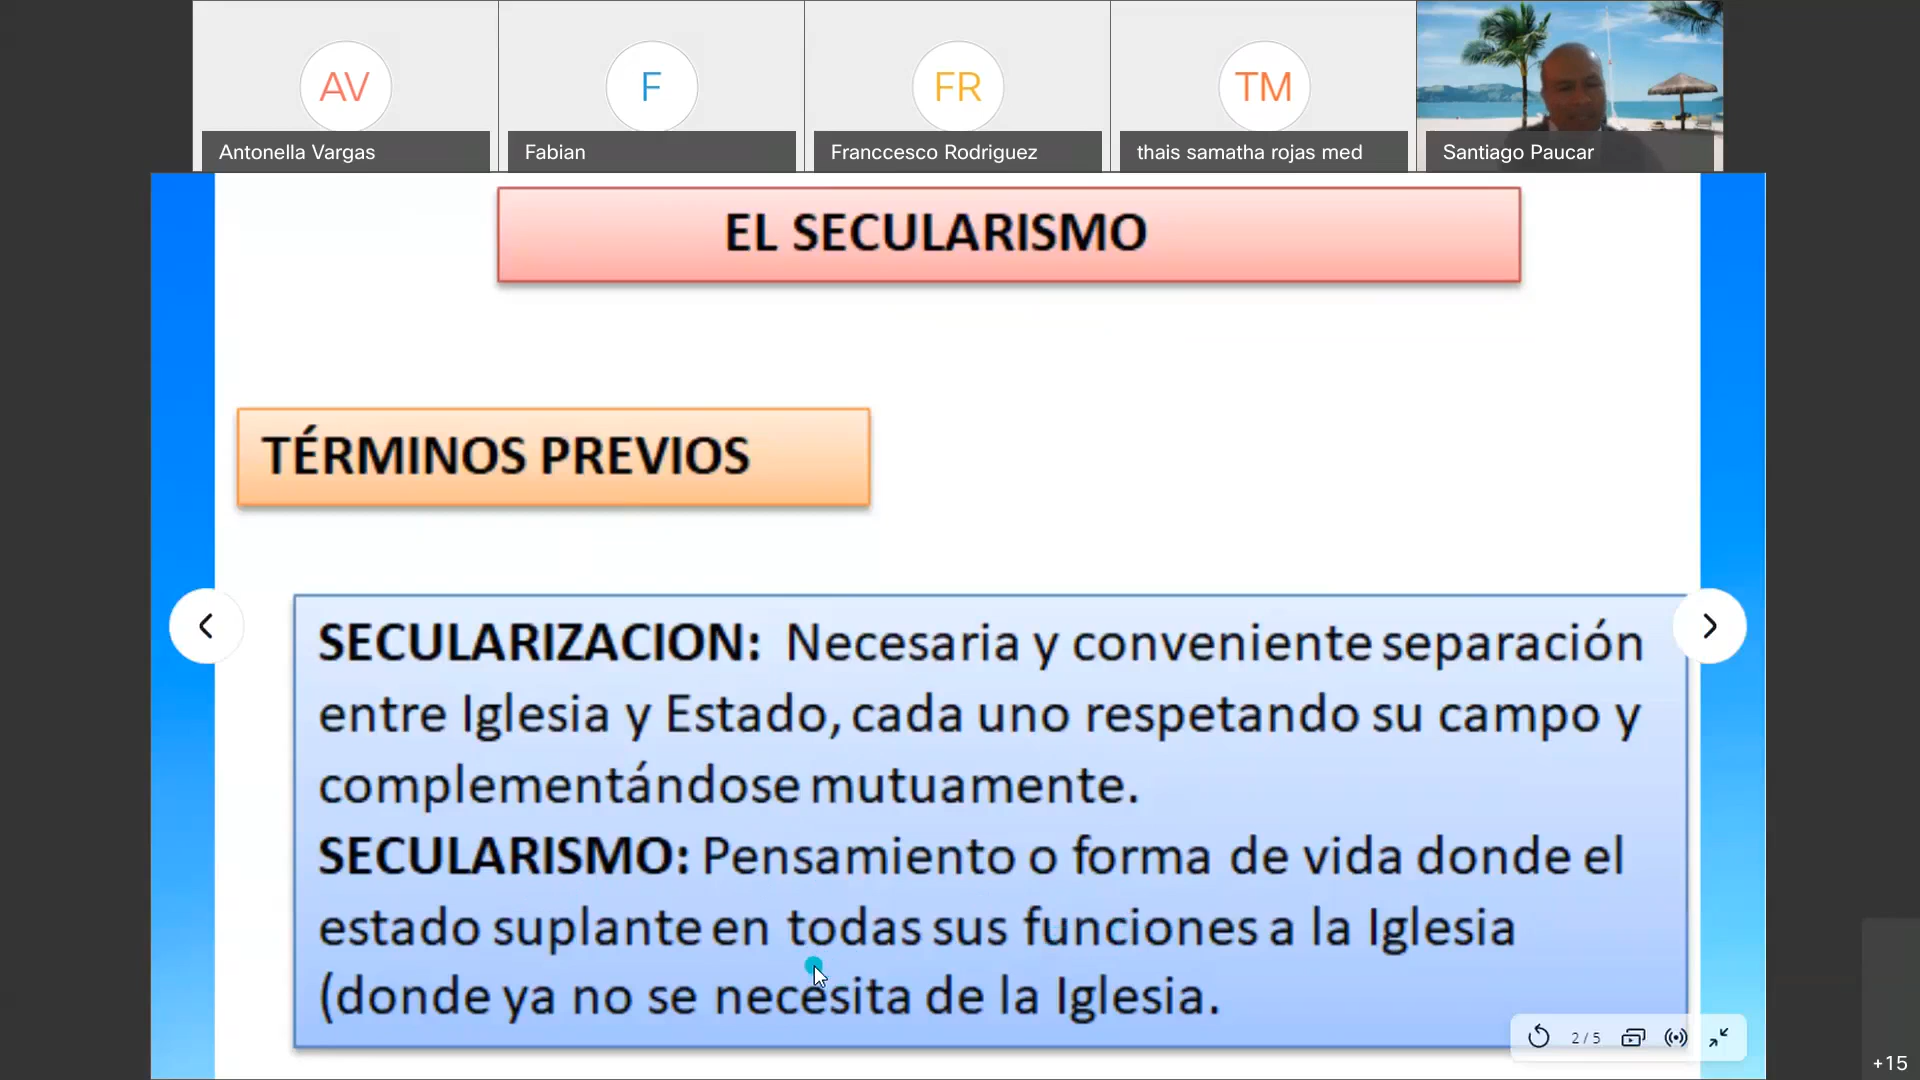 AV
F
FR
TM
Antonella Vargas
Fabian
Franccesco Rodriguez
thais samatha rojas med
Santiago Paucar
EL SECULARISMO
TÉRMINOS PREVIOS
SECULARIZACION: Necesaria y conveniente separación
entre Iglesia y Estado, cada uno respetando su campo y
complementándose mutuamente.
SECULARISMO: Pensamiento o forma de vida donde el
estado suplante en todas sus funciones a la Iglesia
(donde ya no se necesita de la Iglesia.
2 / 5
+15